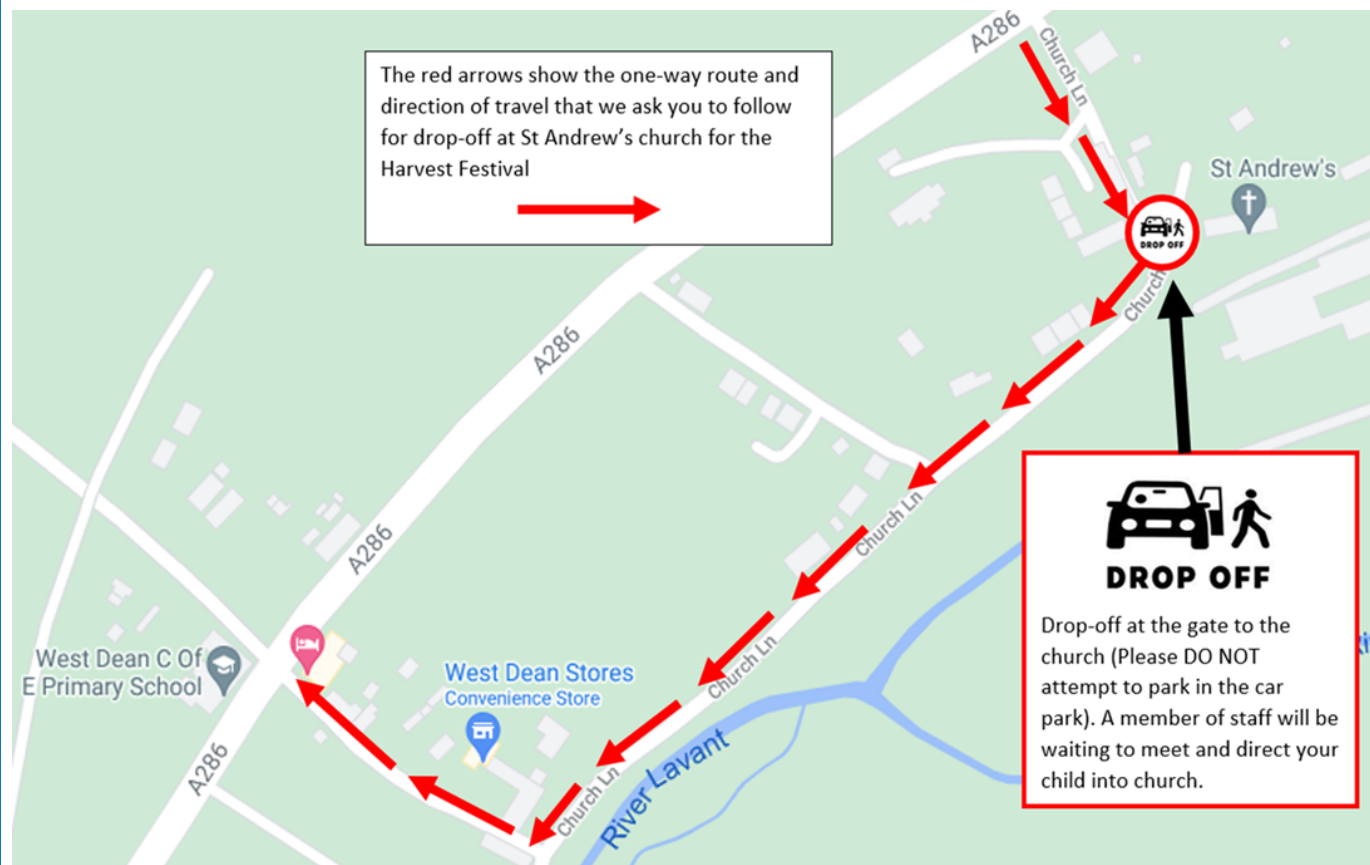 A286
Church Ln
The red arrows show the one-way route and
direction of travel that we ask you to follow
for drop-off at St Andrew’s church for the
Harvest Festival
St Andrew's
DROP OFF
Church
A286
A286
Church Ln
DROP OFF
Drop-off at the gate to the
church (Please DO NOT
attempt to park in the car
park). A member of staff will be
waiting to meet and direct your
child into church.
West Dean C Of
E Primary School
West Dean Stores
Convenience Store
Church Ln
River Lavant
A286
Church Ln